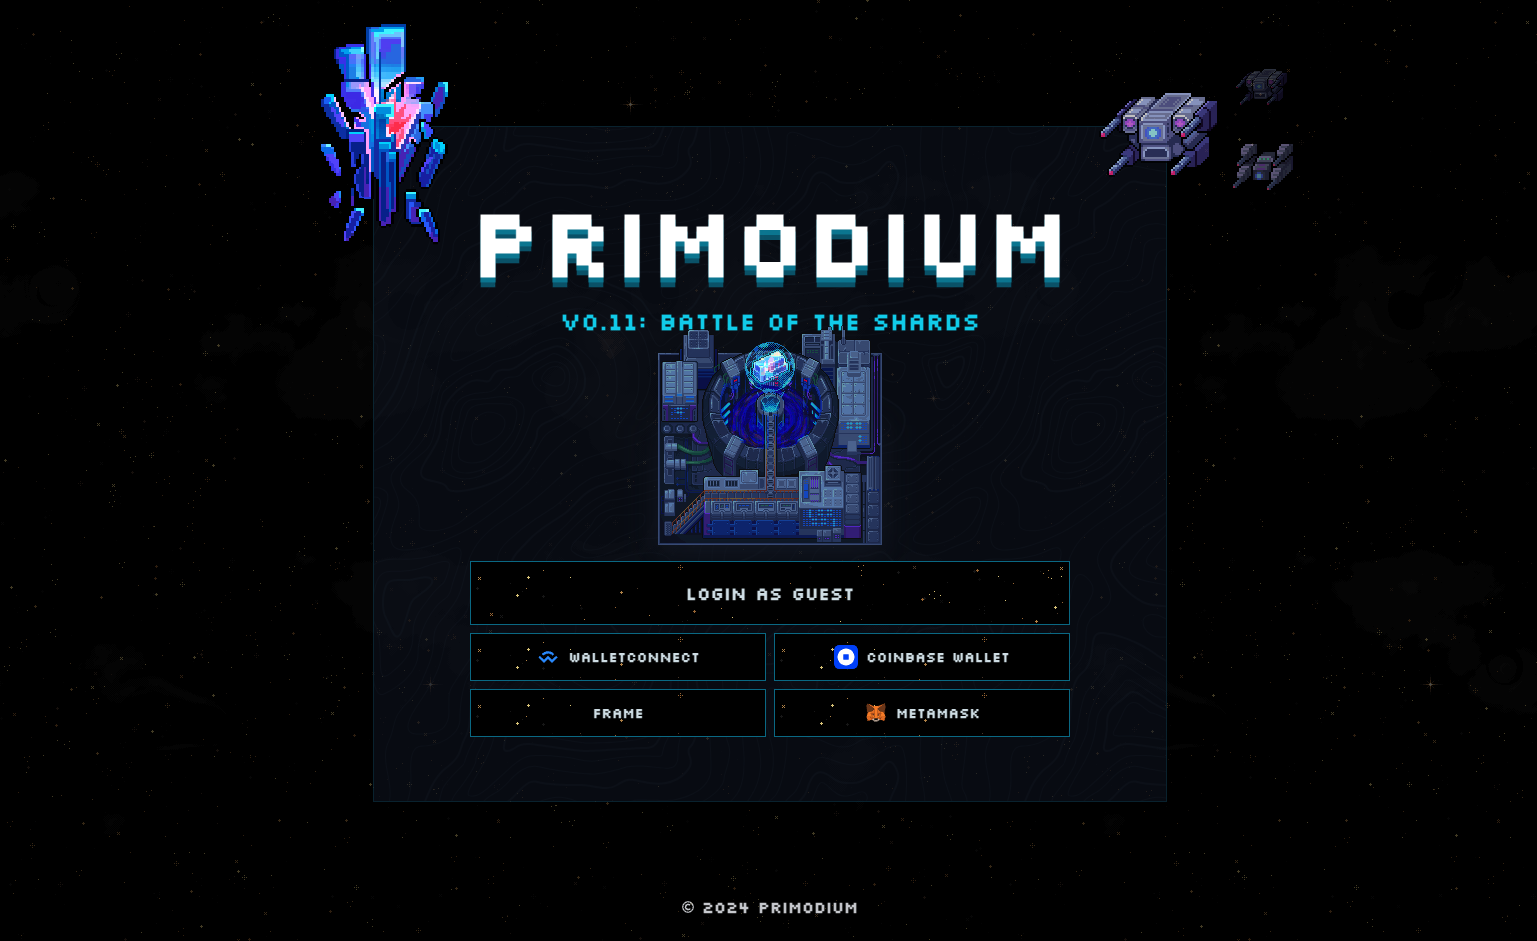 PRIMODIUM
V0.11: BATTLE OF THE SHARDS
LOGIN AS GUEST
WALLETCONNECT
COINBASE WALLET
FRAME
METAMASK
© 2024 PRIMODIUM